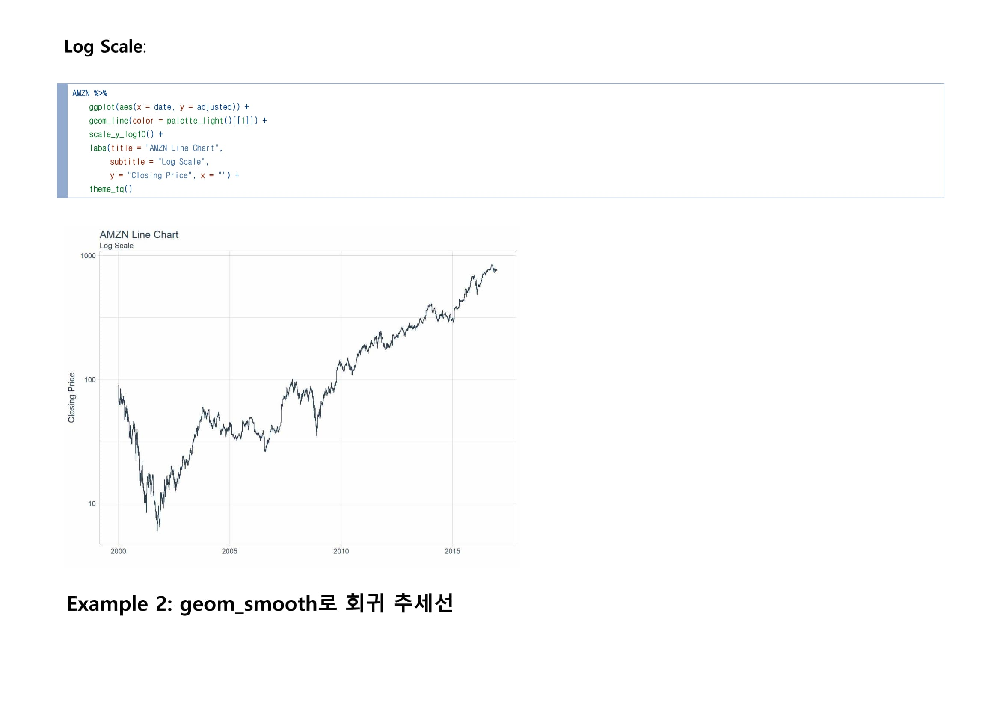 Log Scale:
AMZN %>%
ggplot(aes(x = date, y = adjusted)) +
geom_line(color = palette_light()[[1]]) +
scale_y_log10() +
labs(title = "AMZN Line Chart",
subtitle = "Log Scale",
y = "Closing Price", x = "") +
theme_tq()
AMZN Line Chart
Log Scale
1000
100
10
Closing Price
2000 2005 2010 2015
Example 2: geom_smooth로 회귀 추세선